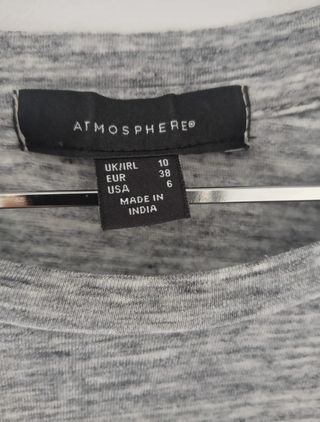 ATMOSPHERE®
UK/IRL 10
EUR 38
USA 6
MADE IN
INDIA